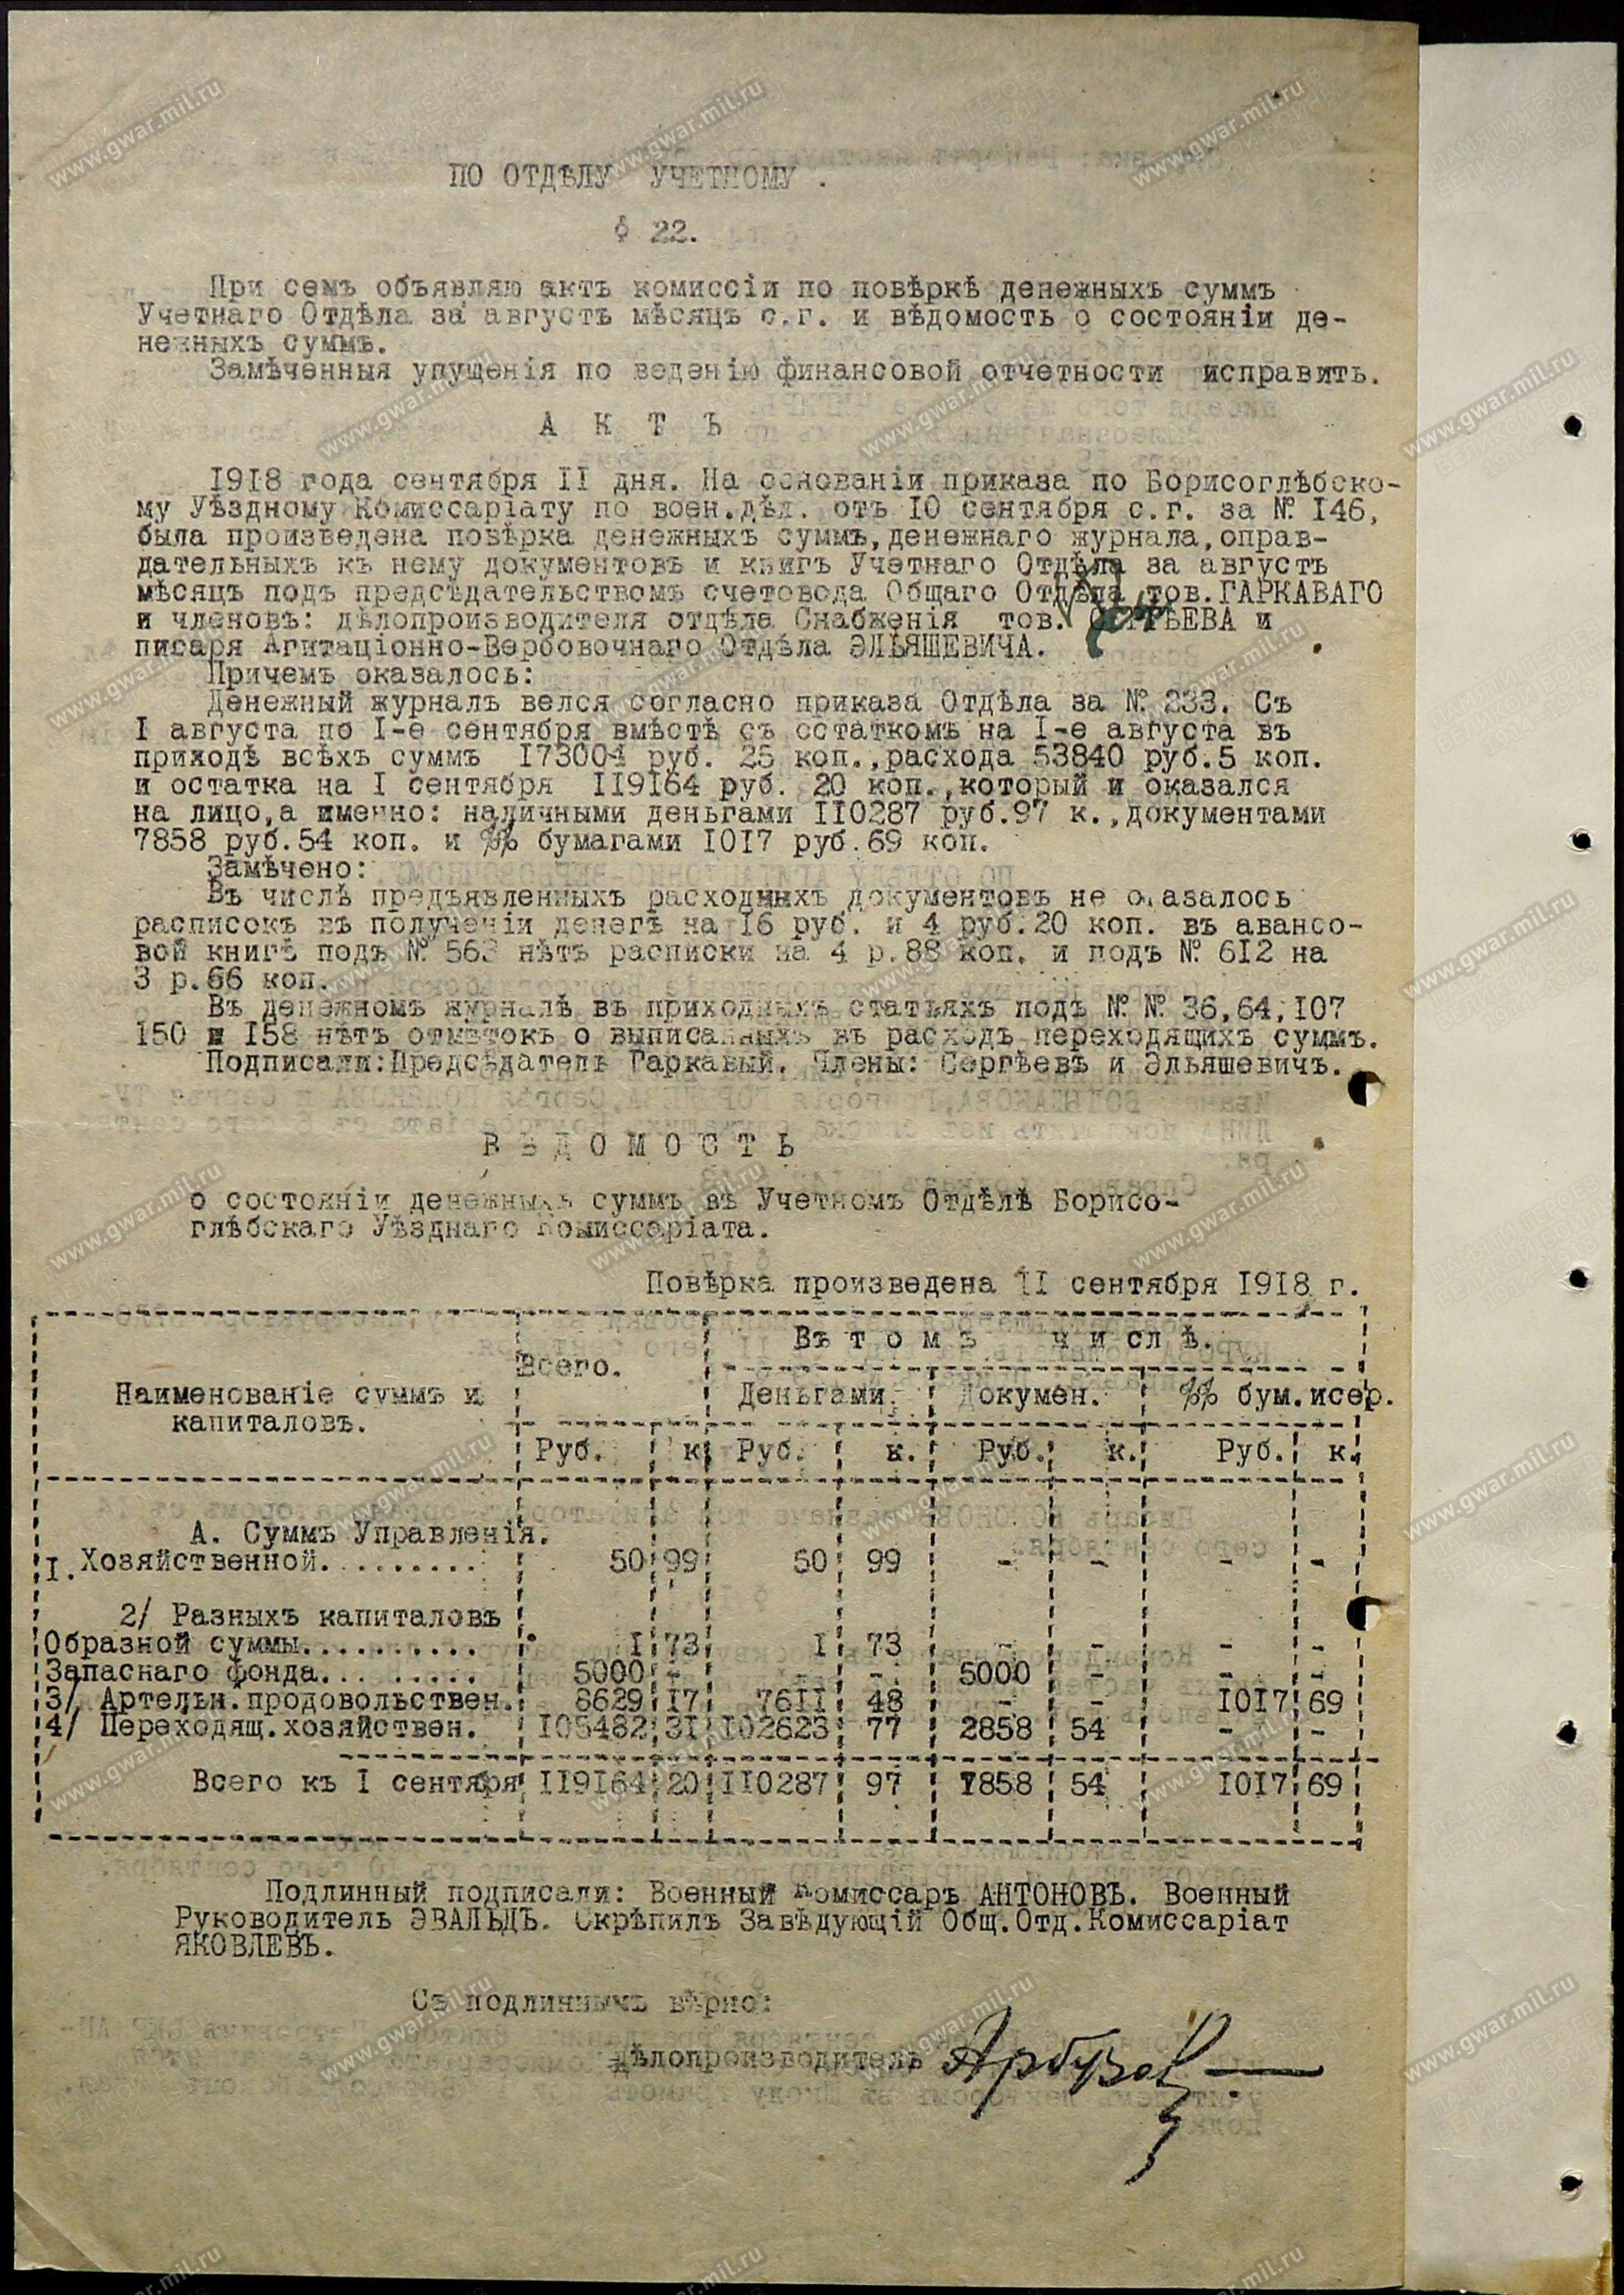 ПО ОТДѢЛУ УЧЕТНОМУ .
§ 22.
При семъ объявляю актъ комиссіи по повѣркѣ денежныхъ суммъ
Учетнаго Отдѣла за августъ мѣсяцъ с.г. и вѣдомость о состояніи де-
нежныхъ суммъ.
Замѣченныя упущенія по веденію финансовой отчетности исправить.
А К Т Ъ
1918 года сентября 11 дня. На основаніи приказа по Борисоглѣбско-
му Уѣздному Комиссаріату по воен.дѣл. отъ 10 сентября с.г. за № 146,
была произведена повѣрка денежныхъ суммъ,денежнаго журнала,оправ-
дательныхъ къ нему документовъ и книгъ Учетнаго Отдѣла за августъ
мѣсяцъ подъ предсѣдательствомъ счетовода Общаго Отдѣла тов.ГАРКАВАГО
и членовъ: дѣлопроизводителя отдѣла Снабженія тов.
писаря Агитаціонно-Вербовочнаго Отдѣла ЭЛЬЯШЕВИЧА.
Причемъ оказалось:
Денежный журналъ велся согласно приказа Отдѣла за № 233. Съ
I августа по I-е сентября вмѣстѣ съ остаткомъ на I-е августа въ
приходѣ всѣхъ суммъ 173004 руб. 25 коп.,расхода 53840 руб.5 коп.
и остатка на I сентября 119164 руб. 20 коп.,который и оказался
на лицо,а именно: наличными деньгами 110287 руб.97 к.,документами
7858 руб.54 коп. и %% бумагами 1017 руб.69 коп.
Замѣчено:
Въ числѣ предъявленныхъ расходныхъ документовъ не оказалось
расписокъ въ полученіи денегъ на 16 руб. и 4 руб.20 коп. въ авансо-
вой книгѣ подъ № 563 нѣтъ расписки на 4 р.88 коп. и подъ № 612 на
3 р.66 коп.
Въ денежномъ журналѣ въ приходныхъ статьяхъ подъ № № 36,64,107
150 и 158 нѣтъ отмѣтокъ о выписанныхъ въ расходъ переходящихъ суммъ.
Подписали:Предсѣдатель Гаркавый. Члены: Сергѣевъ и Эльяшевичъ.
В Ѣ Д О М О С Т Ь
о состояніи денежныхъ суммъ въ Учетномъ Отдѣлѣ Борисо-
глѣбскаго Уѣзднаго Комиссаріата.
Повѣрка произведена 11 сентября 1918 г.
Наименованіе суммъ и капиталовъ. Всего. Въ т о м ъ ч и с л ѣ.
Деньгами. Докумен. %% бум.исер.
Руб. к. Руб. к. Руб. к. Руб. к.
А. Суммъ Управленія.
I. Хозяйственной......... 50 99 50 99 - - - -
2/ Разныхъ капиталовъ
Образной суммы.......... 1 73 1 73 - - - -
Запаснаго фонда......... 5000 - - - 5000 - - -
3/ Артельн.продовольствен. 8629 17 7611 48 - - 1017 69
4/ Переходящ.хозяйствен. 105482 31 102623 77 2858 54 - -
Всего къ I сентября 119164 20 110287 97 7858 54 1017 69
Подлинный подписали: Военный Комиссаръ АНТОНОВЪ. Военный
Руководитель ЭВАЛЬДЪ. Скрѣпилъ Завѣдующій Общ.Отд.Комиссаріат
ЯКОВЛЕВЪ.
Съ подлиннымъ вѣрно:
Дѣлопроизводитель Арбузов
www.gwar.mil.ru